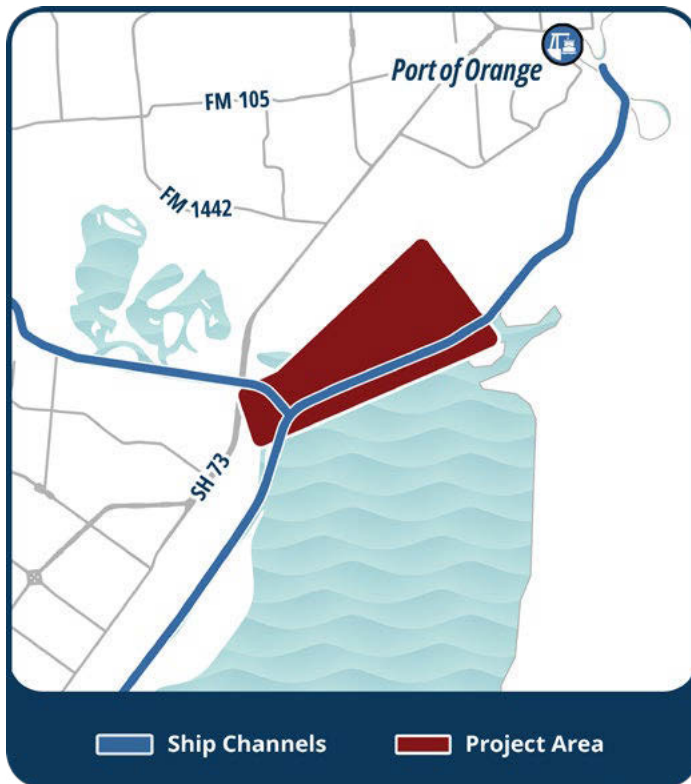 Port of Orange
FM 105
FM 1442
SH 73
Ship Channels
Project Area